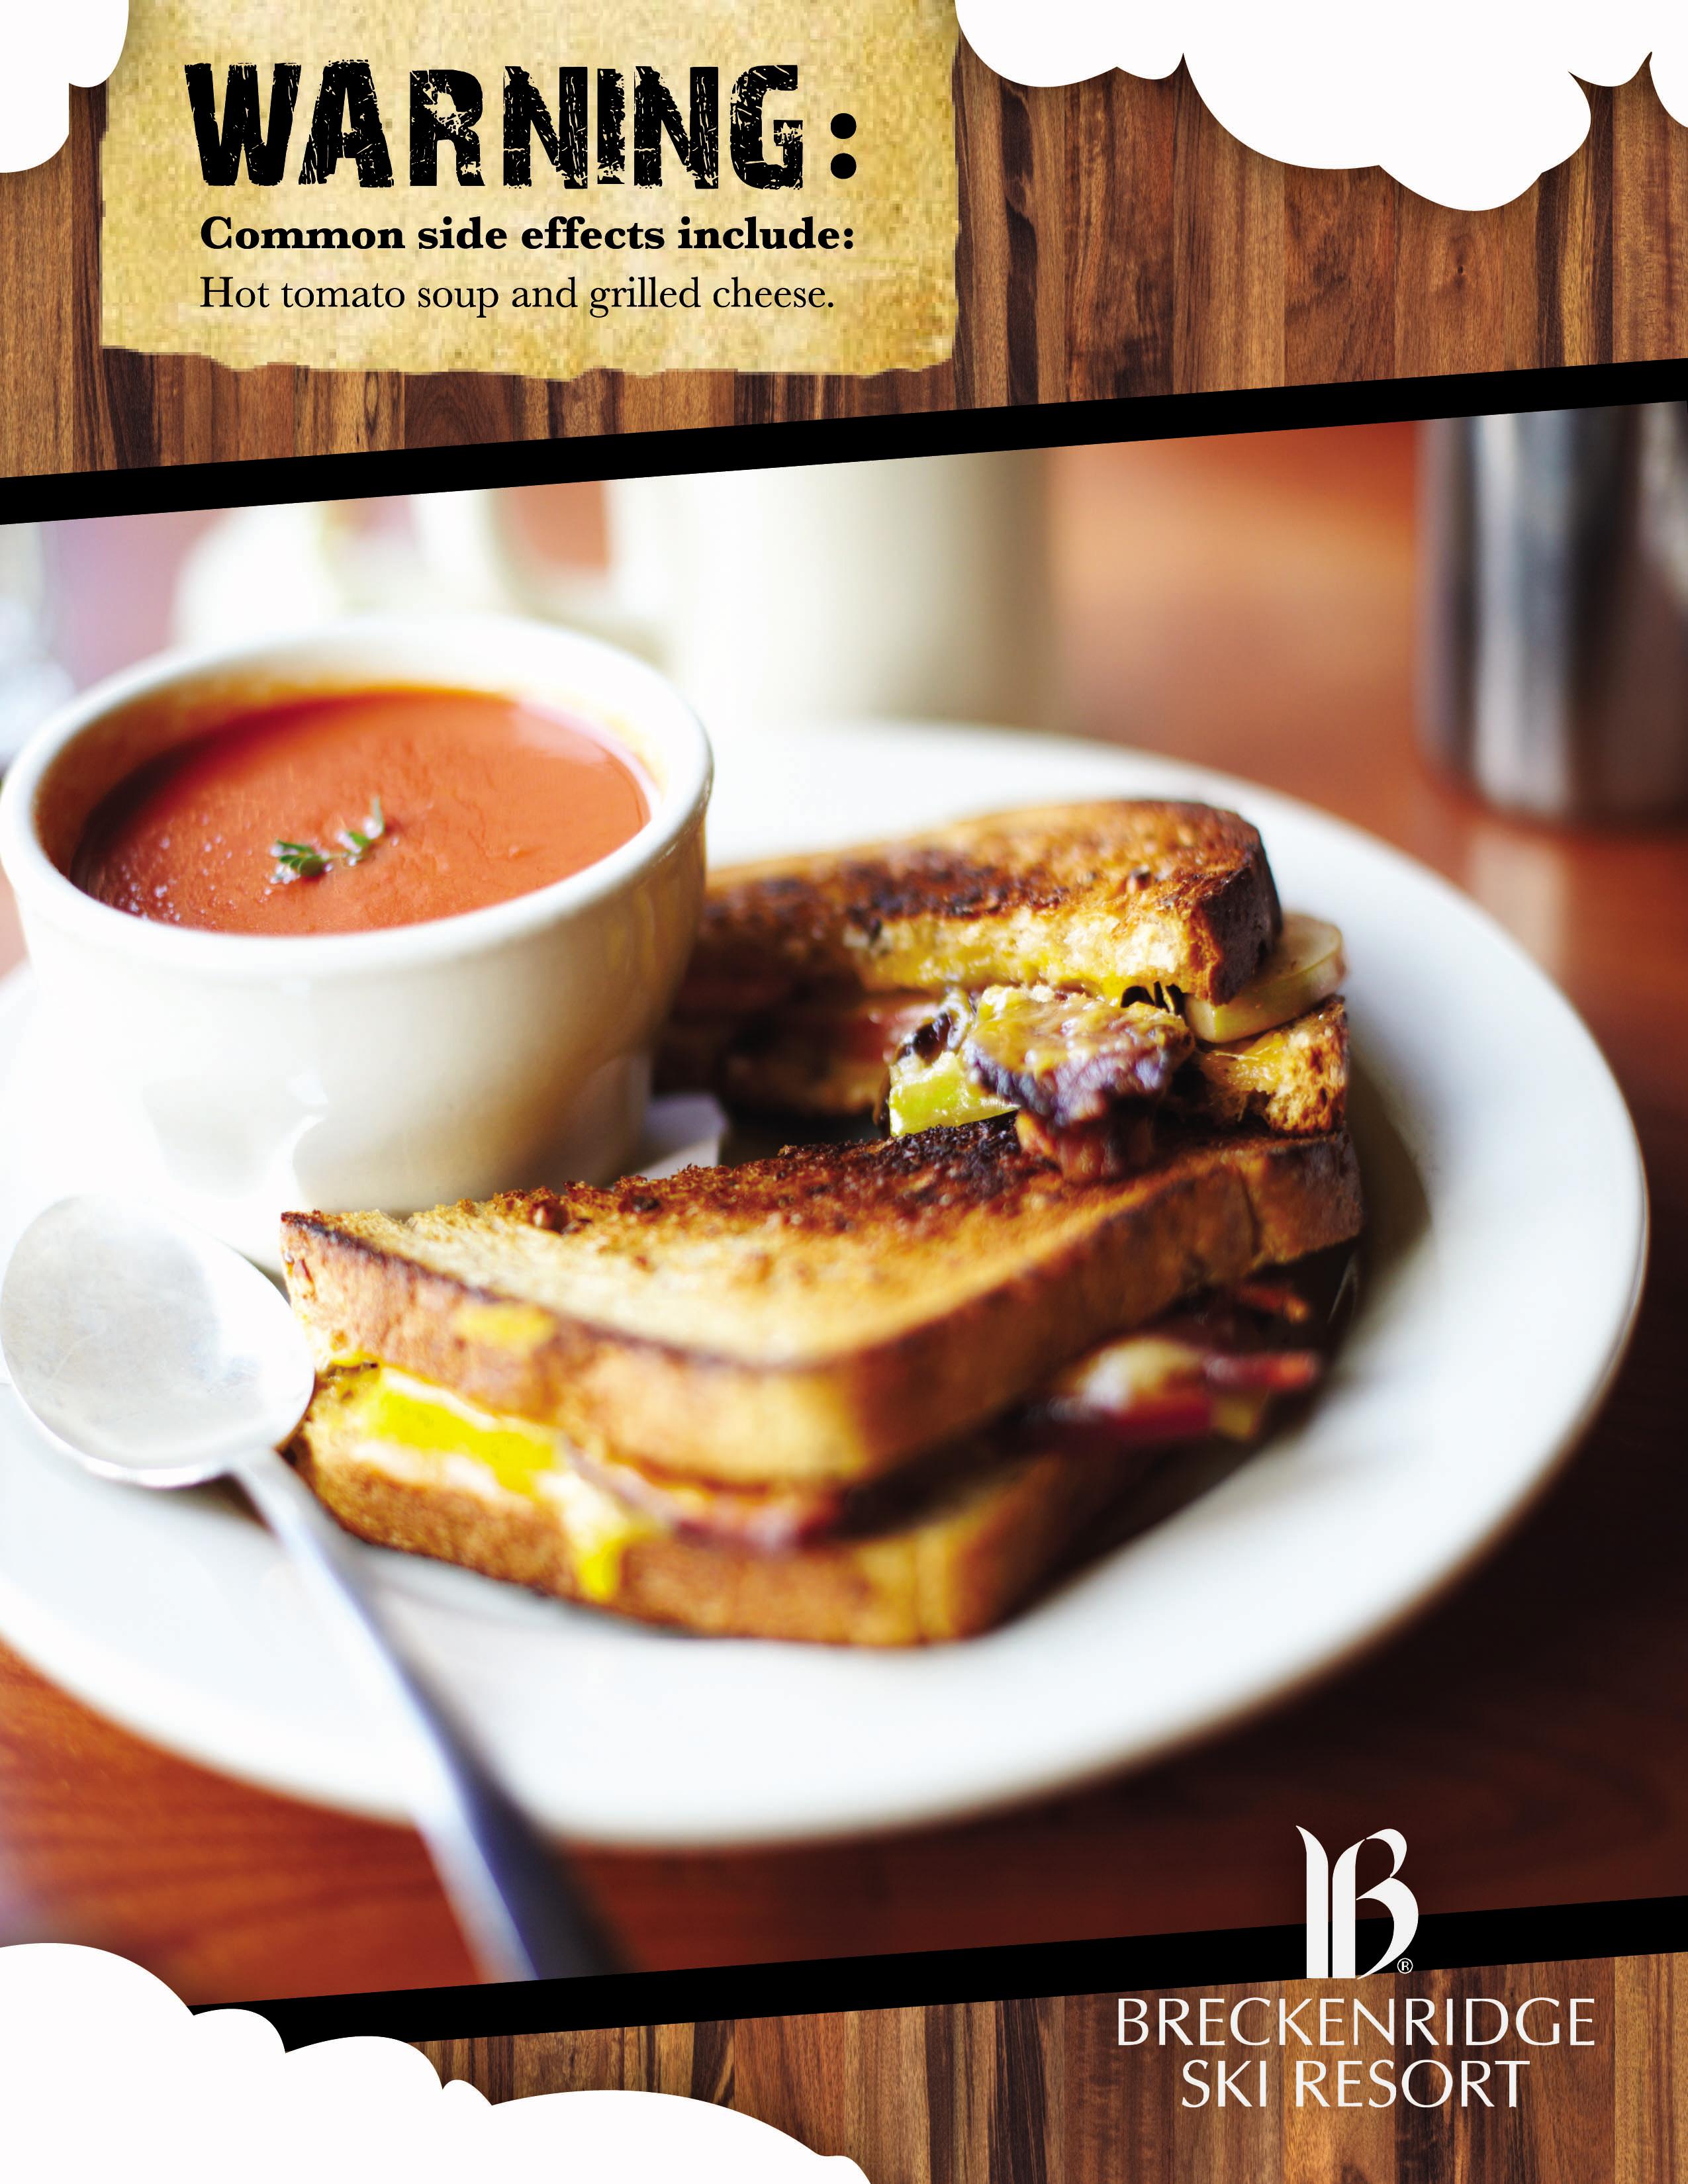 WARNING:
Common side effects include:
Hot tomato soup and grilled cheese.
B®
BRECKENRIDGE
SKI RESORT